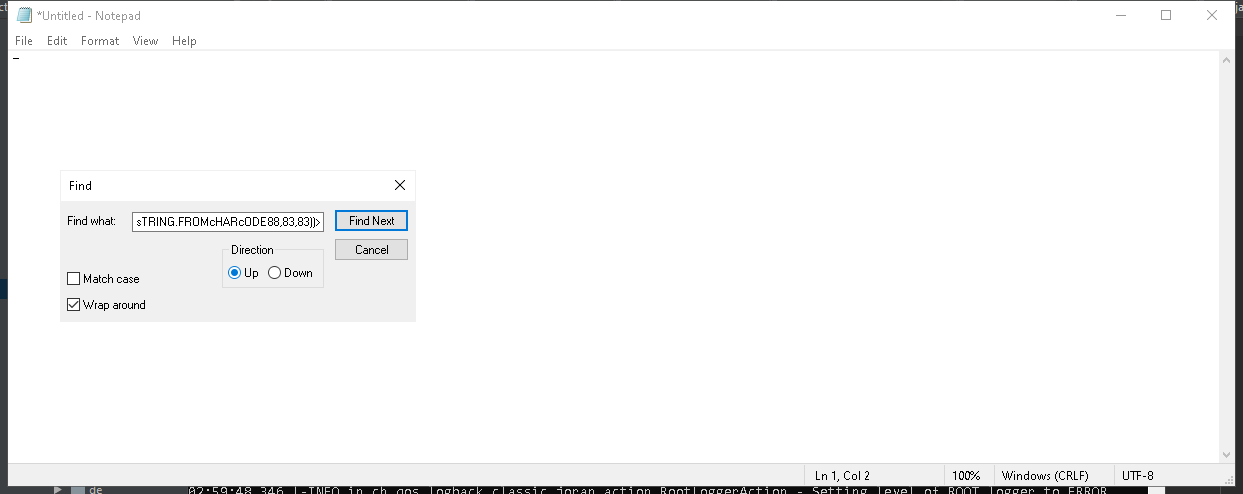 *Untitled - Notepad
File Edit Format View Help
_
Find
Find what: sTRING.FROMcHARcODE88,83,83))> Find Next
Direction Cancel
Up Down
Match case
Wrap around
Ln 1, Col 2 100% Windows (CRLF) UTF-8
de 02:59:48,346 |-INFO in ch.qos.logback.classic.joran.action.RootLoggerAction - Setting level of ROOT logger to ERROR